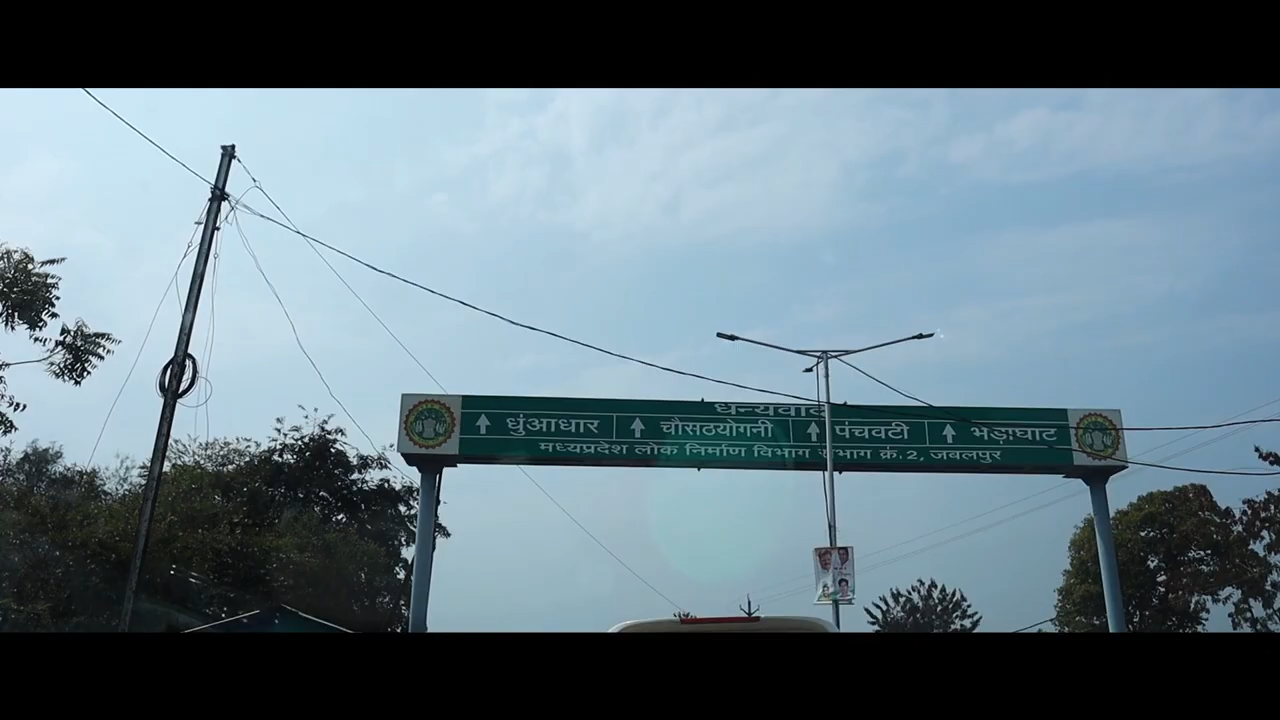 धन्यवाद
धुंआधार चौसठयोगनी पंचवटी भेड़ाघाट
मध्यप्रदेश लोक निर्माण विभाग संभाग क्रं. 2, जबलपुर